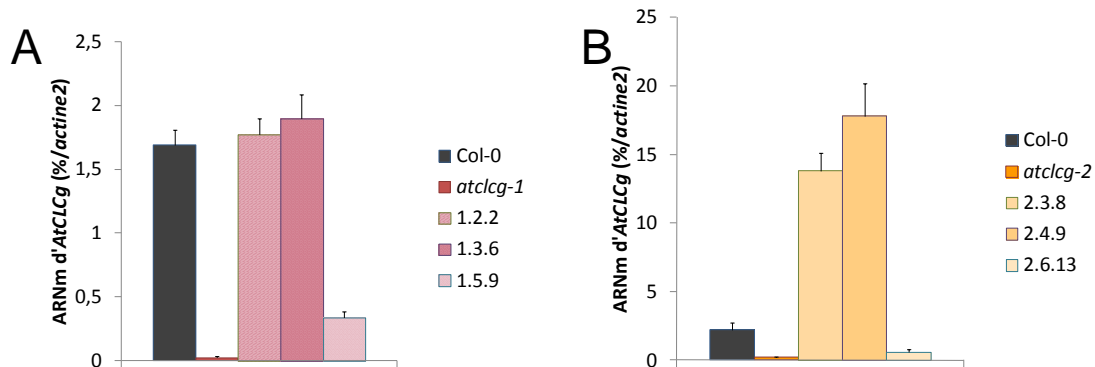 A
ARNm d'AtCLCg (%/actine2)
2,5
2
1,5
1
0,5
0
Col-0
atclcg-1
1.2.2
1.3.6
1.5.9
B
ARNm d'AtCLCg (%/actine2)
25
20
15
10
5
0
Col-0
atclcg-2
2.3.8
2.4.9
2.6.13